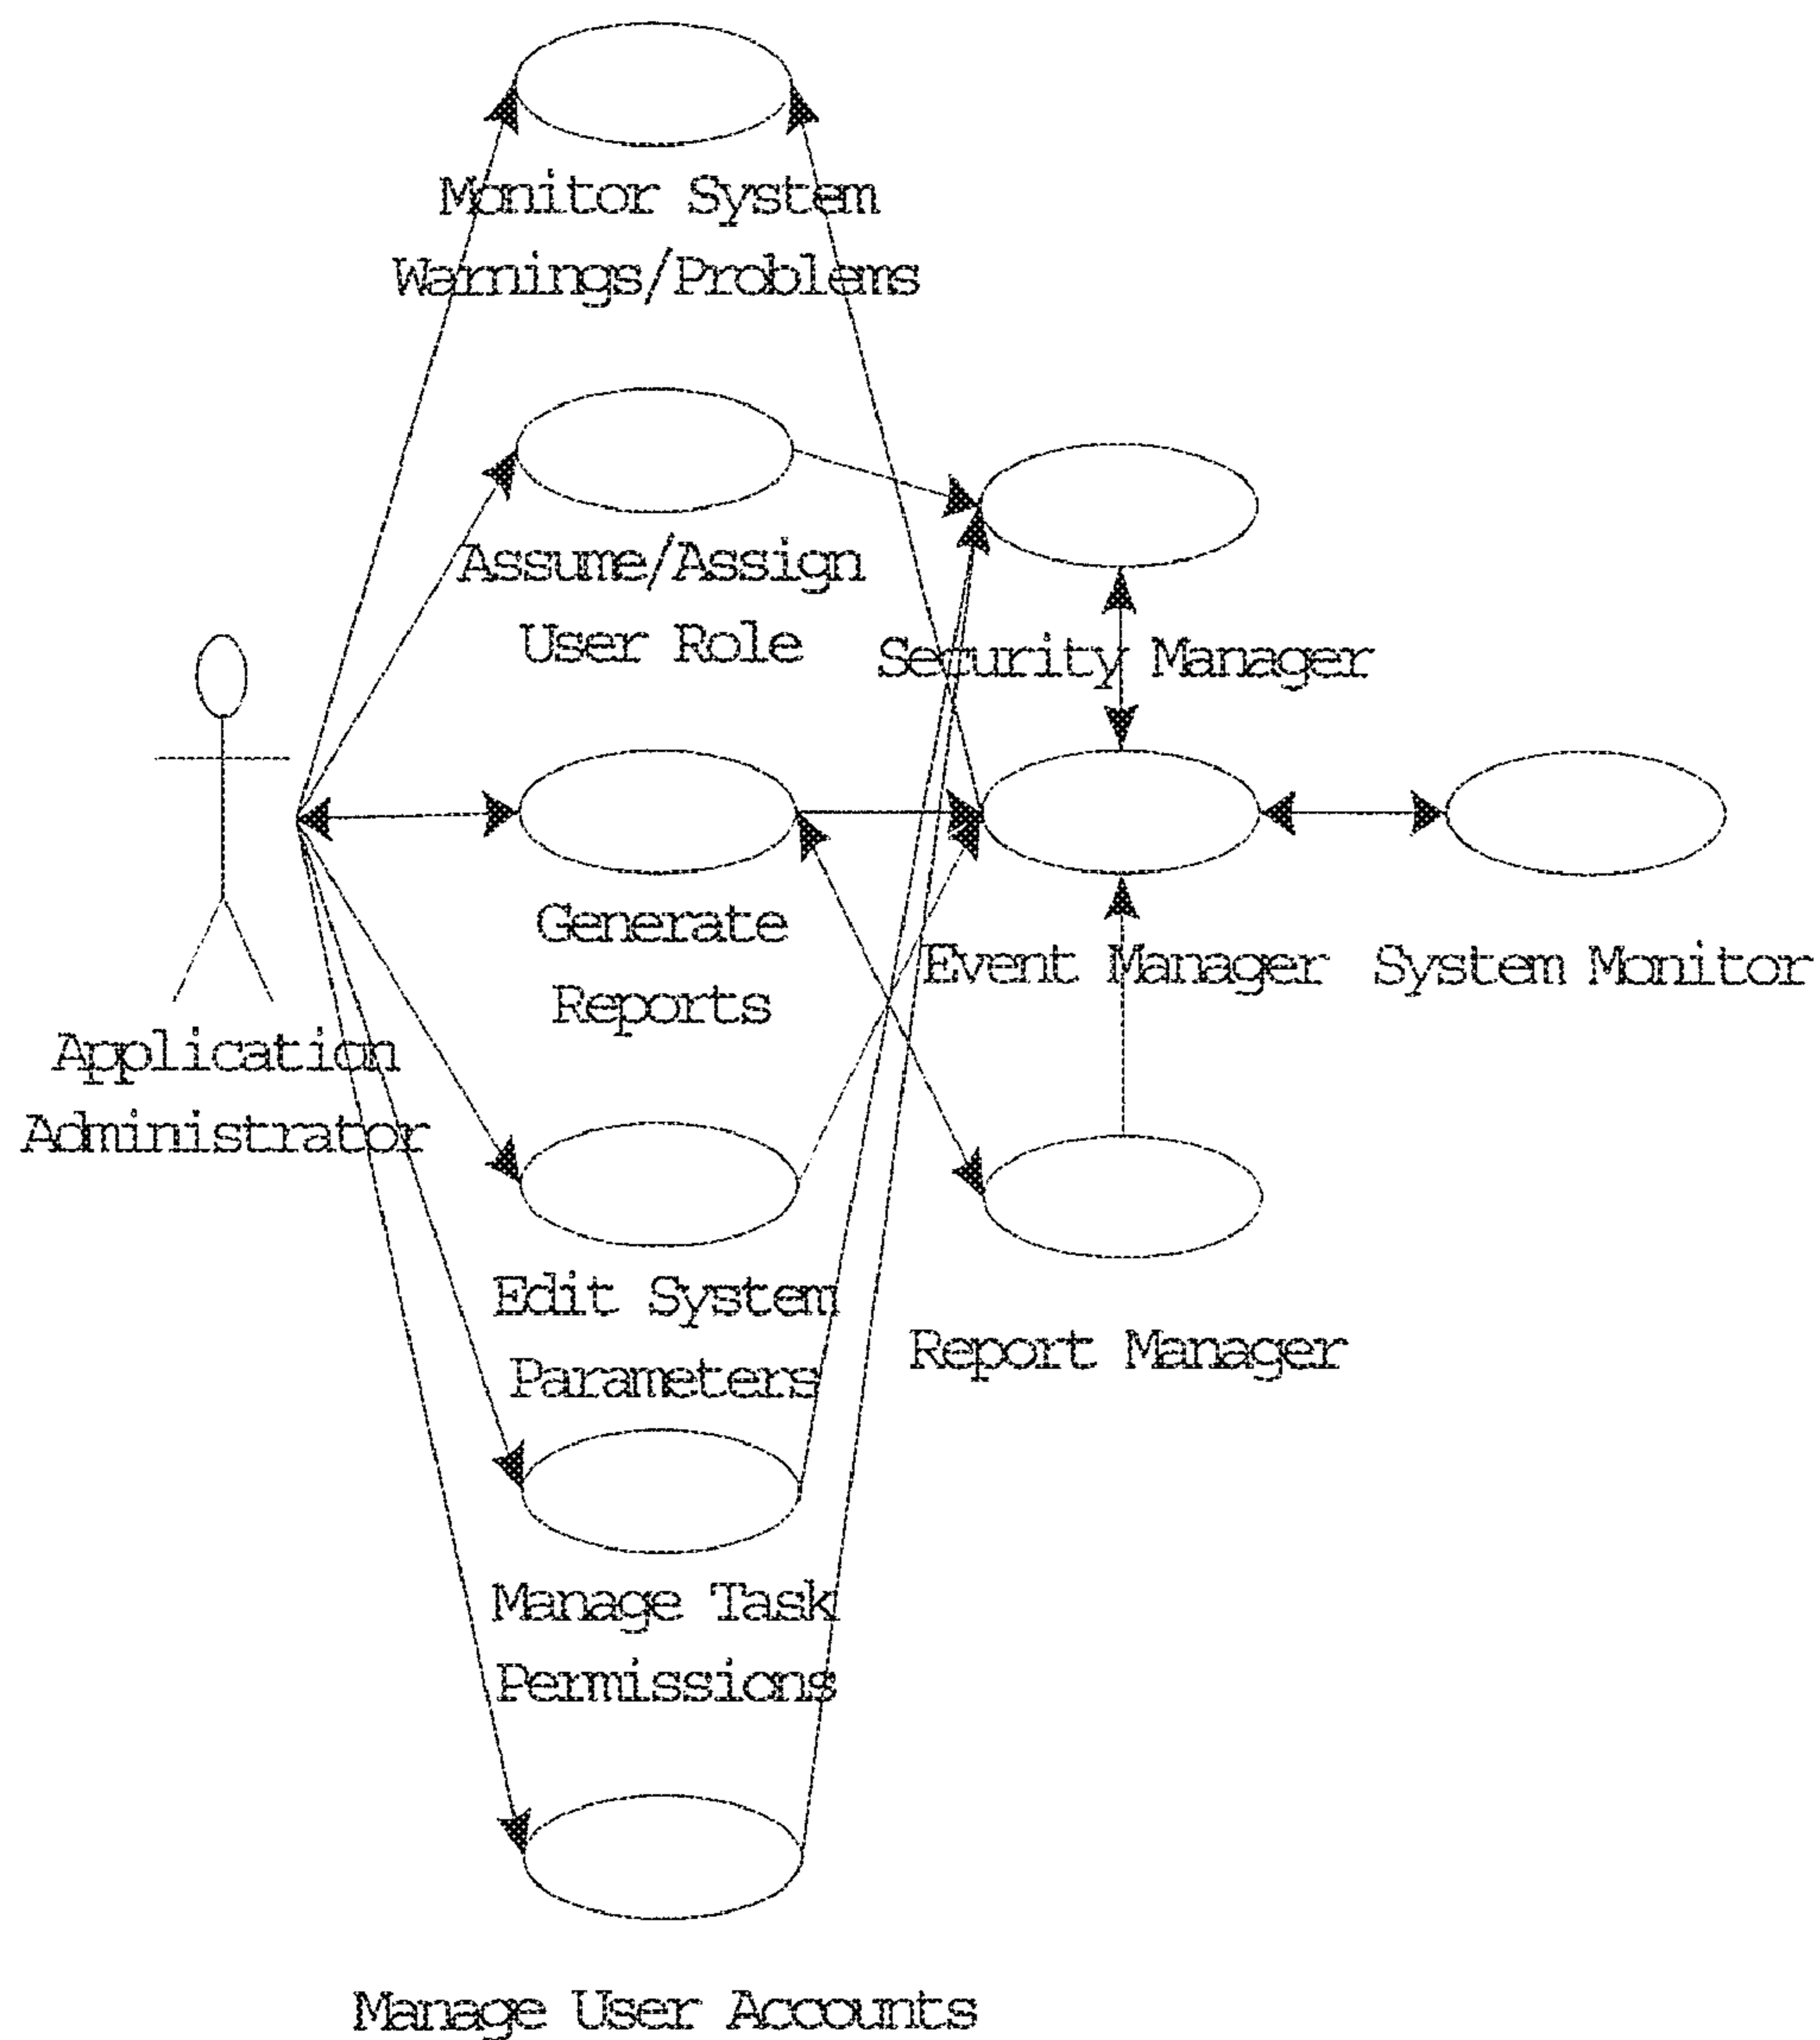 Monitor System
Warnings/Problems
Assume/Assign
User Role
Security Manager
Generate
Reports
Event Manager
System Monitor
Application
Administrator
Edit System
Parameters
Report Manager
Manage Task
Permissions
Manage User Accounts